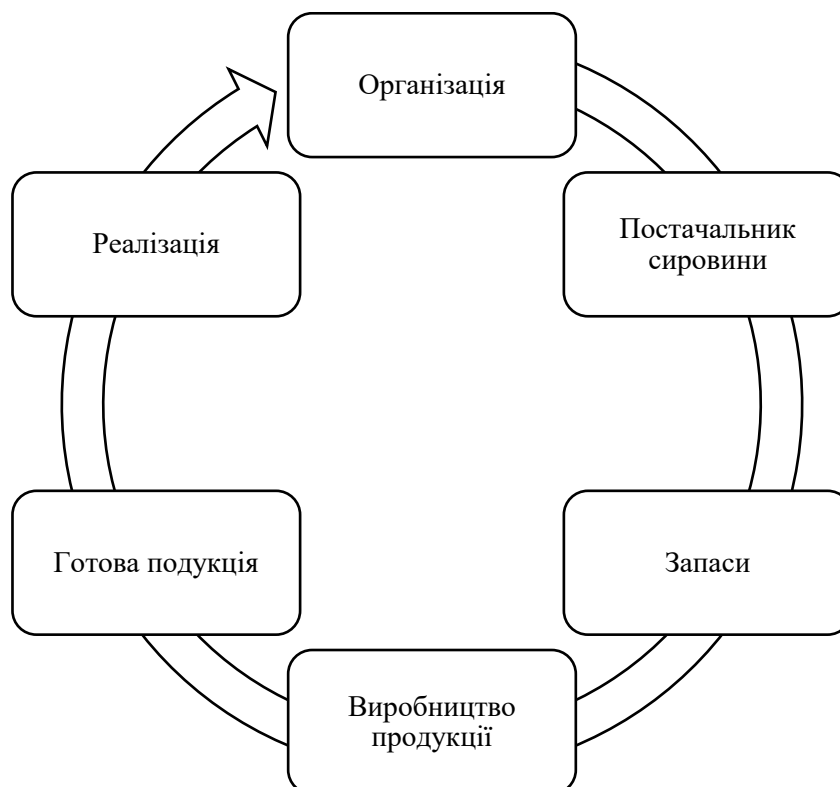 Організація
Постачальник
сировини
Запаси
Виробництво
продукції
Готова подукція
Реалізація